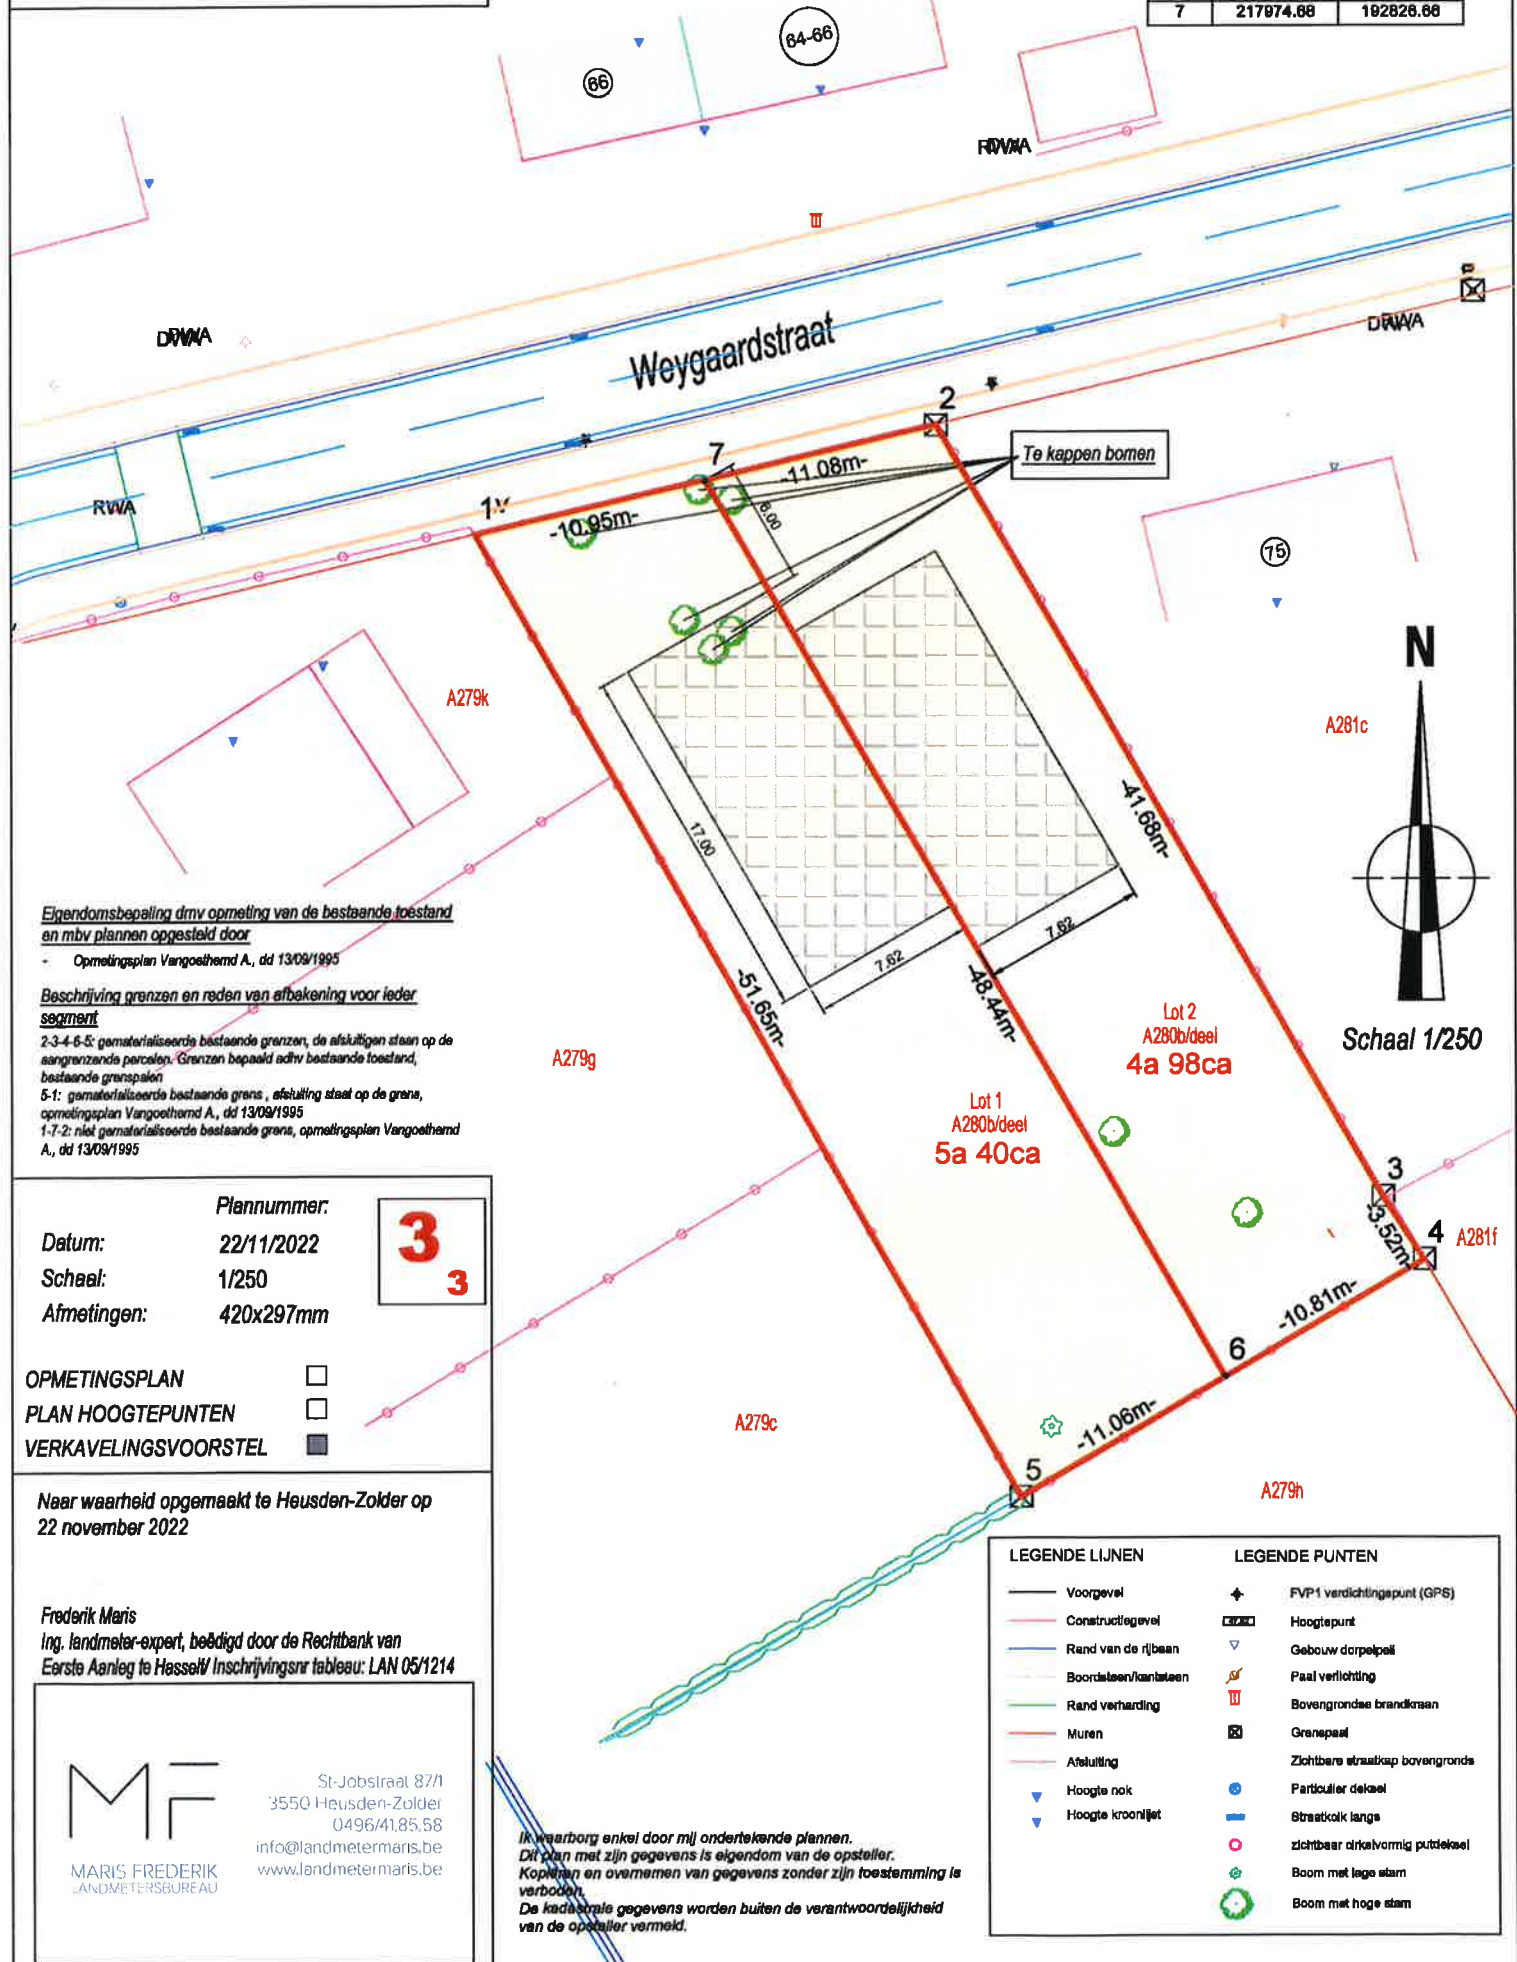 7 217974.68 192828.66
64-66
66
RWA
DWA
Weygaardstraat
2
7
1
-11.08m-
-10.95m-
6.00
Te kappen bomen
RWA
75
N
A279k
A281c
-41.68m-
17.00
7.62
7.62
-51.65m-
-48.44m-
Schaal 1/250
Eigendomsbepaling dmv opmeting van de bestaande toestand
en mbv plannen opgesteld door
- Opmetingsplan Vangoethemd A., dd 13/09/1995
Beschrijving grenzen en reden van afbakening voor ieder
segment
2-3-4-6-5: gematerialiseerde bestaande grenzen, de afsluitigen staan op de
aangrenzende percelen. Grenzen bepaald adhv bestaande toestand,
bestaande grenspalen
5-1: gematerialiseerde bestaande grens , afsluiting staat op de grens,
opmetingsplan Vangoethemd A., dd 13/09/1995
1-7-2: niet gematerialiseerde bestaande grens, opmetingsplan Vangoethemd
A., dd 13/09/1995
A279g
Lot 2
A280b/deel
4a 98ca
Lot 1
A280b/deel
5a 40ca
3
-3.52m-
4
A281f
-10.81m-
6
-11.06m-
5
A279c
A279h
Plannummer:
3
3
Datum: 22/11/2022
Schaal: 1/250
Afmetingen: 420x297mm
OPMETINGSPLAN
PLAN HOOGTEPUNTEN
VERKAVELINGSVOORSTEL
Naar waarheid opgemaakt te Heusden-Zolder op
22 november 2022
Frederik Maris
Ing. landmeter-expert, beëdigd door de Rechtbank van
Eerste Aanleg te Hasselt/ Inschrijvingsnr tableau: LAN 05/1214
MF
MARIS FREDERIK
LANDMETERSBUREAU
St-Jobstraat 87/1
3550 Heusden-Zolder
0496/41.85.58
info@landmetermaris.be
www.landmetermaris.be
Ik waarborg enkel door mij ondertekende plannen.
Dit plan met zijn gegevens is eigendom van de opsteller.
Kopiëren en overnemen van gegevens zonder zijn toestemming is
verboden.
De kadastrale gegevens worden buiten de verantwoordelijkheid
van de opsteller vermeld.
LEGENDE LIJNEN
Voorgevel
Constructiegevel
Rand van de rijbaan
Boordsteen/kantsteen
Rand verharding
Muren
Afsluiting
Hoogte nok
Hoogte kroonlijst
LEGENDE PUNTEN
FVP1 verdichtingspunt (GPS)
Hoogtepunt
Gebouw dorpelpeil
Paal verlichting
Bovengrondse brandkraan
Grenspaal
Zichtbare straatkap bovengronds
Particulier deksel
Straatkolk langs
zichtbaar cirkelvormig putdeksel
Boom met lage stam
Boom met hoge stam